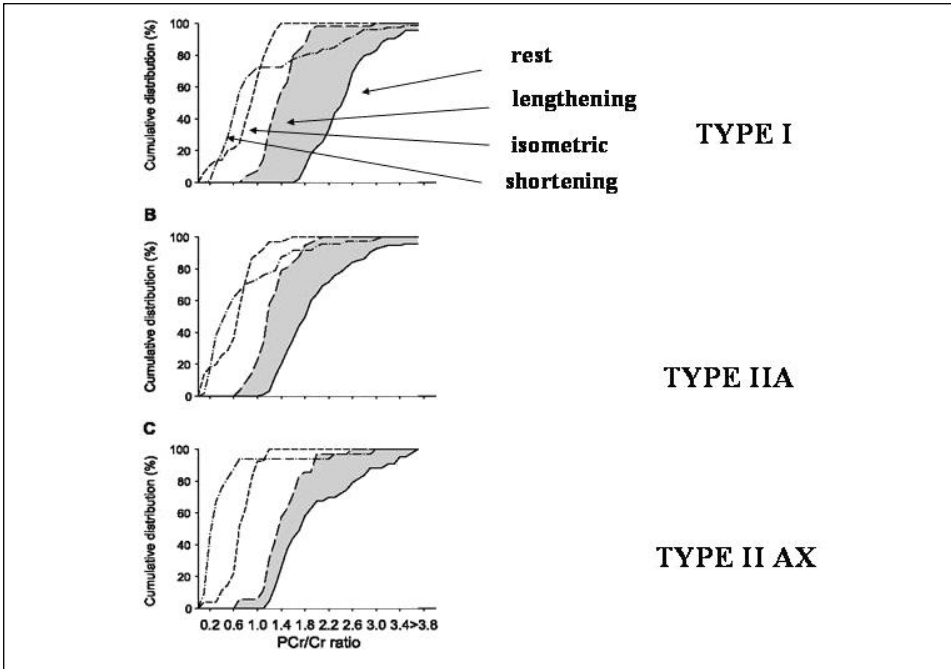 Cumulative distribution (%)
100
80
60
40
20
0
rest
lengthening
isometric
shortening
TYPE I
B
Cumulative distribution (%)
100
80
60
40
20
0
TYPE IIA
C
Cumulative distribution (%)
100
80
60
40
20
0
TYPE II AX
0.2 0.6 1.0 1.4 1.8 2.2 2.6 3.0 3.4>3.8
PCr/Cr ratio